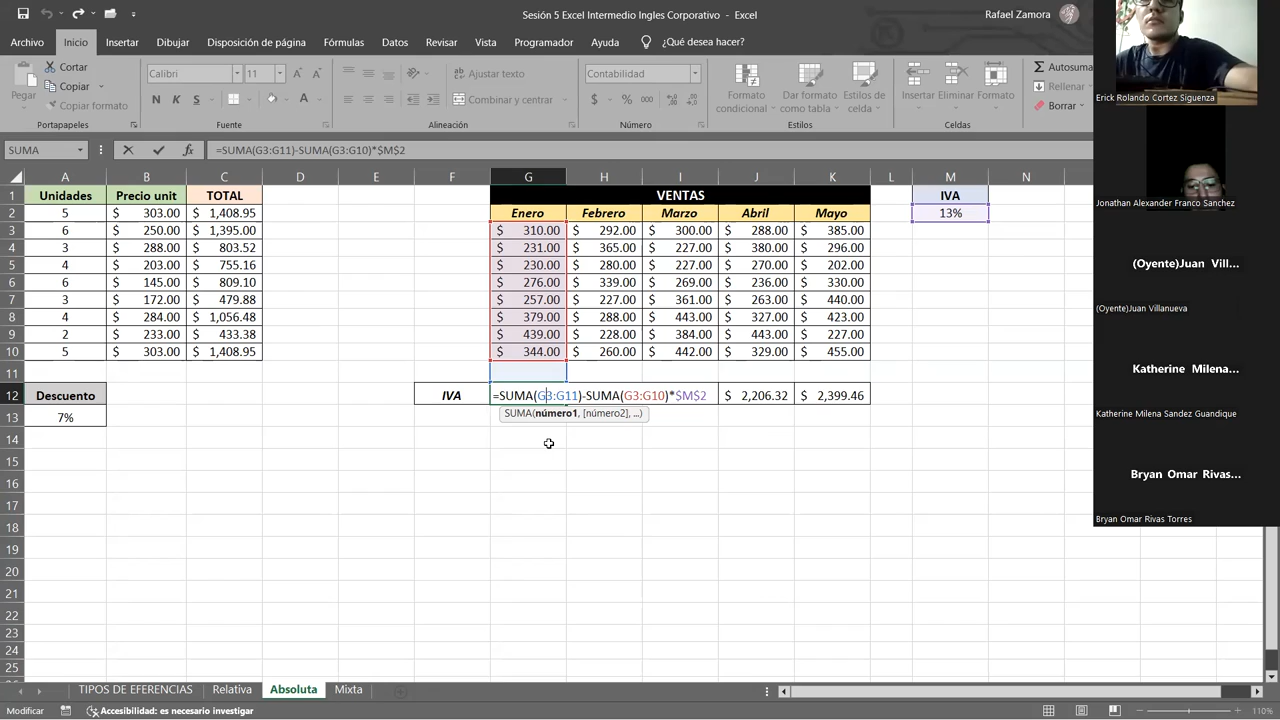 Sesión 5 Excel Intermedio Ingles Corporativo - Excel
Rafael Zamora
Archivo Inicio Insertar Dibujar Disposición de página Fórmulas Datos Revisar Vista Programador Ayuda ¿Qué desea hacer?
Pegar
Cortar
Copiar
Copiar formato
Portapapeles
Calibri 11
N K S
Fuente
Ajustar texto
Combinar y centrar
Alineación
Contabilidad
$ % 000
Número
Formato condicional
Dar formato como tabla
Estilos de celda
Estilos
Insertar Eliminar Formato
Celdas
Autosuma
Rellenar
Borrar
SUMA fx =SUMA(G3:G11)-SUMA(G3:G10)*$M$2
A B C D E F G H I J K L M N
1 Unidades Precio unit TOTAL VENTAS IVA
2 5 $ 303.00 $ 1,408.95 Enero Febrero Marzo Abril Mayo 13%
3 6 $ 250.00 $ 1,395.00 $ 310.00 $ 292.00 $ 300.00 $ 288.00 $ 385.00
4 3 $ 288.00 $ 803.52 $ 231.00 $ 365.00 $ 227.00 $ 380.00 $ 296.00
5 4 $ 203.00 $ 755.16 $ 230.00 $ 280.00 $ 227.00 $ 270.00 $ 202.00
6 6 $ 145.00 $ 809.10 $ 276.00 $ 339.00 $ 269.00 $ 236.00 $ 330.00
7 3 $ 172.00 $ 479.88 $ 257.00 $ 227.00 $ 361.00 $ 263.00 $ 440.00
8 4 $ 284.00 $ 1,056.48 $ 379.00 $ 288.00 $ 443.00 $ 327.00 $ 423.00
9 2 $ 233.00 $ 433.38 $ 439.00 $ 228.00 $ 384.00 $ 443.00 $ 227.00
10 5 $ 303.00 $ 1,408.95 $ 344.00 $ 260.00 $ 442.00 $ 329.00 $ 455.00
11
12 Descuento IVA =SUMA(G3:G11)-SUMA(G3:G10)*$M$2 $ 2,206.32 $ 2,399.46
13 7% SUMA(número1, [número2], ...)
14
15
16
17
18
19
20
21
22
23
24
25
TIPOS DE EFERENCIAS Relativa Absoluta Mixta
Modificar Accesibilidad: es necesario investigar 110%
Erick Rolando Cortez Siguenza
Jonathan Alexander Franco Sanchez
(Oyente)Juan Vill...
(Oyente)Juan Villanueva
Katherine Milena...
Katherine Milena Sandez Guandique
Bryan Omar Rivas...
Bryan Omar Rivas Torres